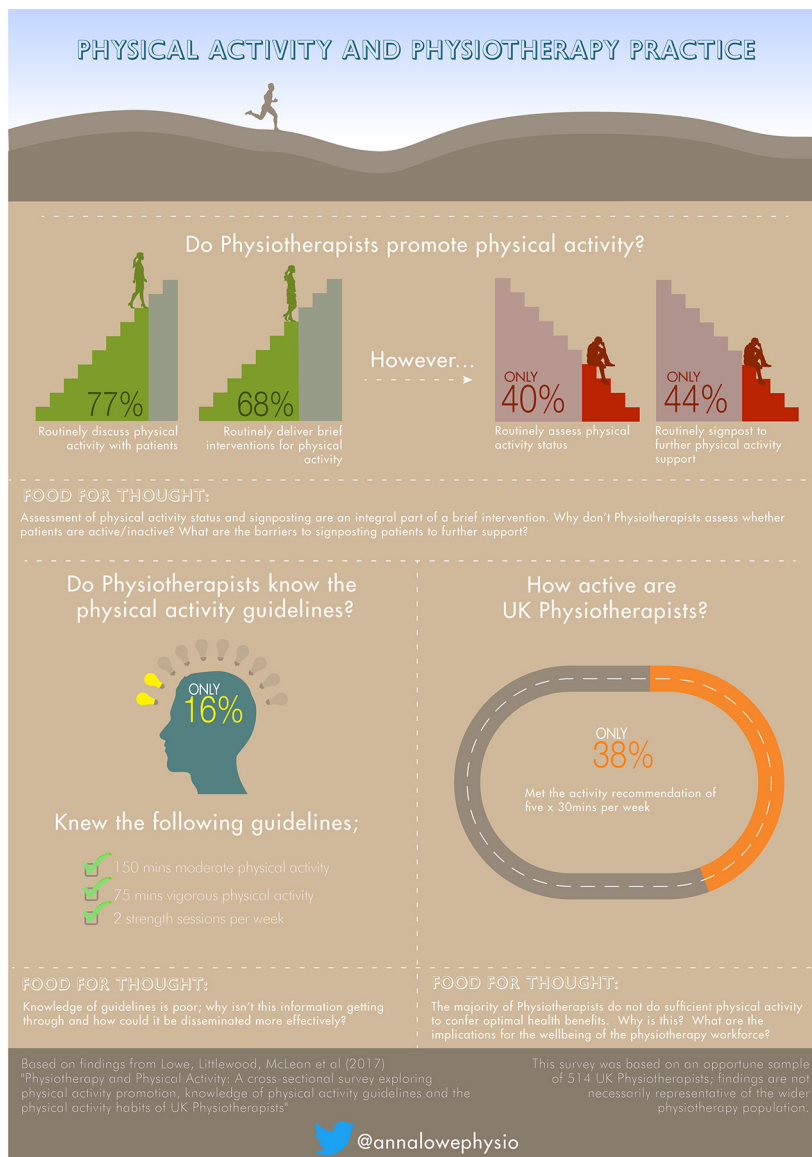 PHYSICAL ACTIVITY AND PHYSIOTHERAPY PRACTICE
Do Physiotherapists promote physical activity?
77%
Routinely discuss physical
activity with patients
68%
Routinely deliver brief
interventions for physical
activity
However...
ONLY
40%
Routinely assess physical
activity status
ONLY
44%
Routinely signpost to
further physical activity
support
FOOD FOR THOUGHT:
Assessment of physical activity status and signposting are an integral part of a brief intervention. Why don't Physiotherapists assess whether
patients are active/inactive? What are the barriers to signposting patients to further support?
Do Physiotherapists know the
physical activity guidelines?
ONLY
16%
Knew the following guidelines;
150 mins moderate physical activity
75 mins vigorous physical activity
2 strength sessions per week
FOOD FOR THOUGHT:
Knowledge of guidelines is poor; why isn't this information getting
through and how could it be disseminated more effectively?
How active are
UK Physiotherapists?
ONLY
38%
Met the activity recommendation of
five x 30mins per week
FOOD FOR THOUGHT:
The majority of Physiotherapists do not do sufficient physical activity
to confer optimal health benefits. Why is this? What are the
implications for the wellbeing of the physiotherapy workforce?
Based on findings from Lowe, Littlewood, McLean et al (2017)
"Physiotherapy and Physical Activity: A cross-sectional survey exploring
physical activity promotion, knowledge of physical activity guidelines and the
physical activity habits of UK Physiotherapists"
This survey was based on an opportune sample
of 514 UK Physiotherapists; findings are not
necessarily representative of the wider
physiotherapy population.
@annalowephysio